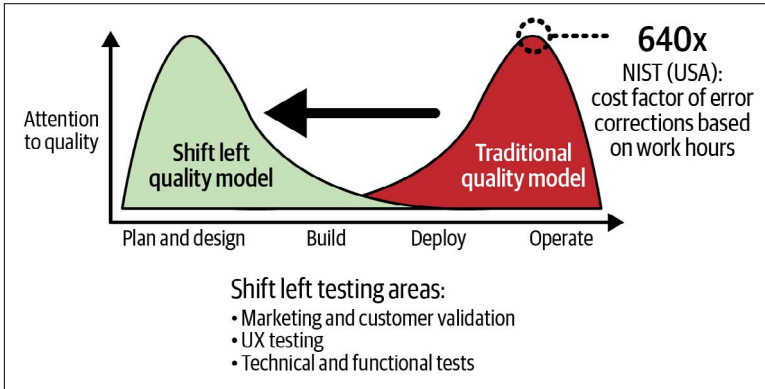 640x
NIST (USA):
cost factor of error
corrections based
on work hours
Attention
to quality
Shift left
quality model
Traditional
quality model
Plan and design
Build
Deploy
Operate
Shift left testing areas:
• Marketing and customer validation
• UX testing
• Technical and functional tests